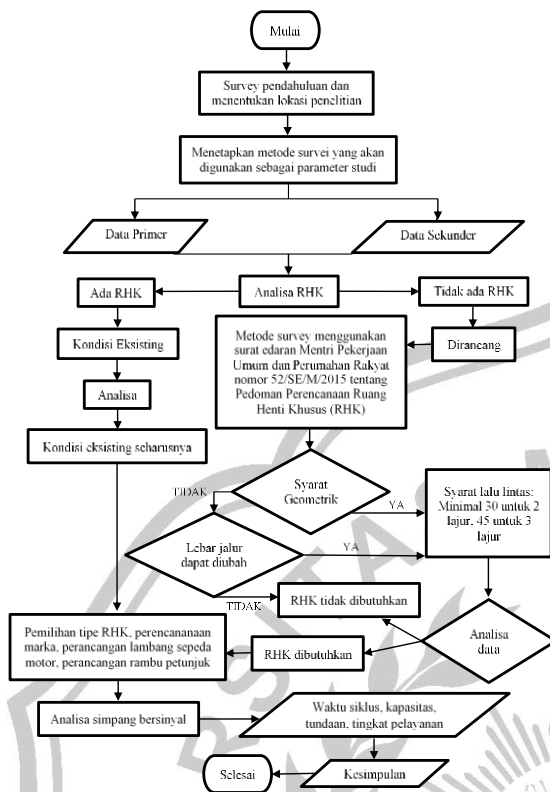 Mulai
Survey pendahuluan dan
menentukan lokasi penelitian
Menetapkan metode survei yang akan
digunakan sebagai parameter studi
Data Primer
Data Sekunder
Ada RHK
Analisa RHK
Tidak ada RHK
Kondisi Eksisting
Metode survey menggunakan
surat edaran Mentri Pekerjaan
Umum dan Perumahan Rakyat
nomor 52/SE/M/2015 tentang
Pedoman Perencanaan Ruang
Henti Khusus (RHK)
Dirancang
Analisa
Kondisi eksisting seharusnya
Syarat
Geometrik
TIDAK
YA
Syarat lalu lintas:
Minimal 30 untuk 2
lajur, 45 untuk 3
lajur
Lebar jalur
dapat diubah
YA
TIDAK
RHK tidak dibutuhkan
Analisa
data
Pemilihan tipe RHK, perencananaan
marka, perancangan lambang sepeda
motor, perancangan rambu petunjuk
RHK dibutuhkan
Analisa simpang bersinyal
Waktu siklus, kapasitas,
tundaan, tingkat pelayanan
Selesai
Kesimpulan
RSITAS